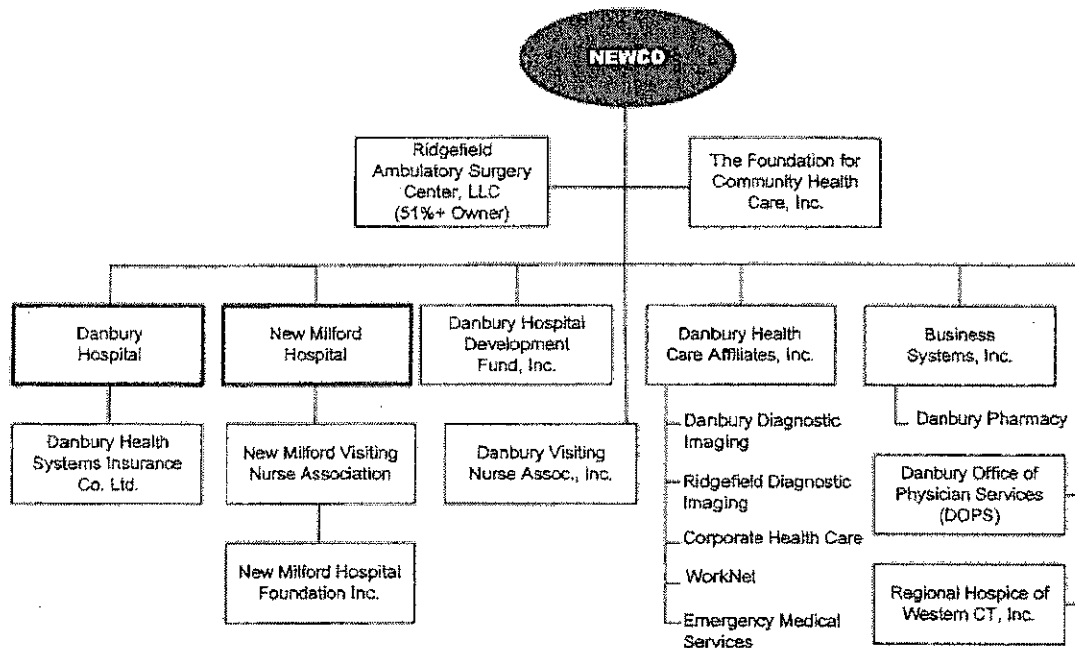 NEWCO
Ridgefield
Ambulatory Surgery
Center, LLC
(51%+ Owner)
The Foundation for
Community Health
Care, Inc.
Danbury
Hospital
New Milford
Hospital
Danbury Hospital
Development
Fund, Inc.
Danbury Health
Care Affiliates, Inc.
Business
Systems, Inc.
Danbury Health
Systems Insurance
Co. Ltd.
New Milford Visiting
Nurse Association
Danbury Visiting
Nurse Assoc., Inc.
New Milford Hospital
Foundation Inc.
Danbury Diagnostic
Imaging
Ridgefield Diagnostic
Imaging
Corporate Health Care
WorkNet
Emergency Medical
Services
Danbury Pharmacy
Danbury Office of
Physician Services
(DOPS)
Regional Hospice of
Western CT, Inc.